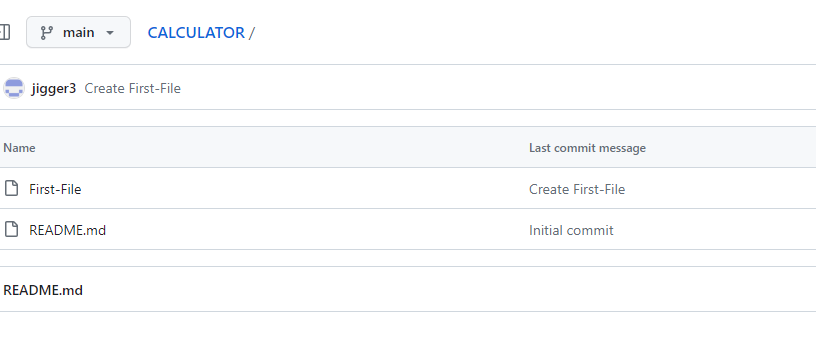 main CALCULATOR /
jigger3 Create First-File
Name Last commit message
First-File Create First-File
README.md Initial commit
README.md